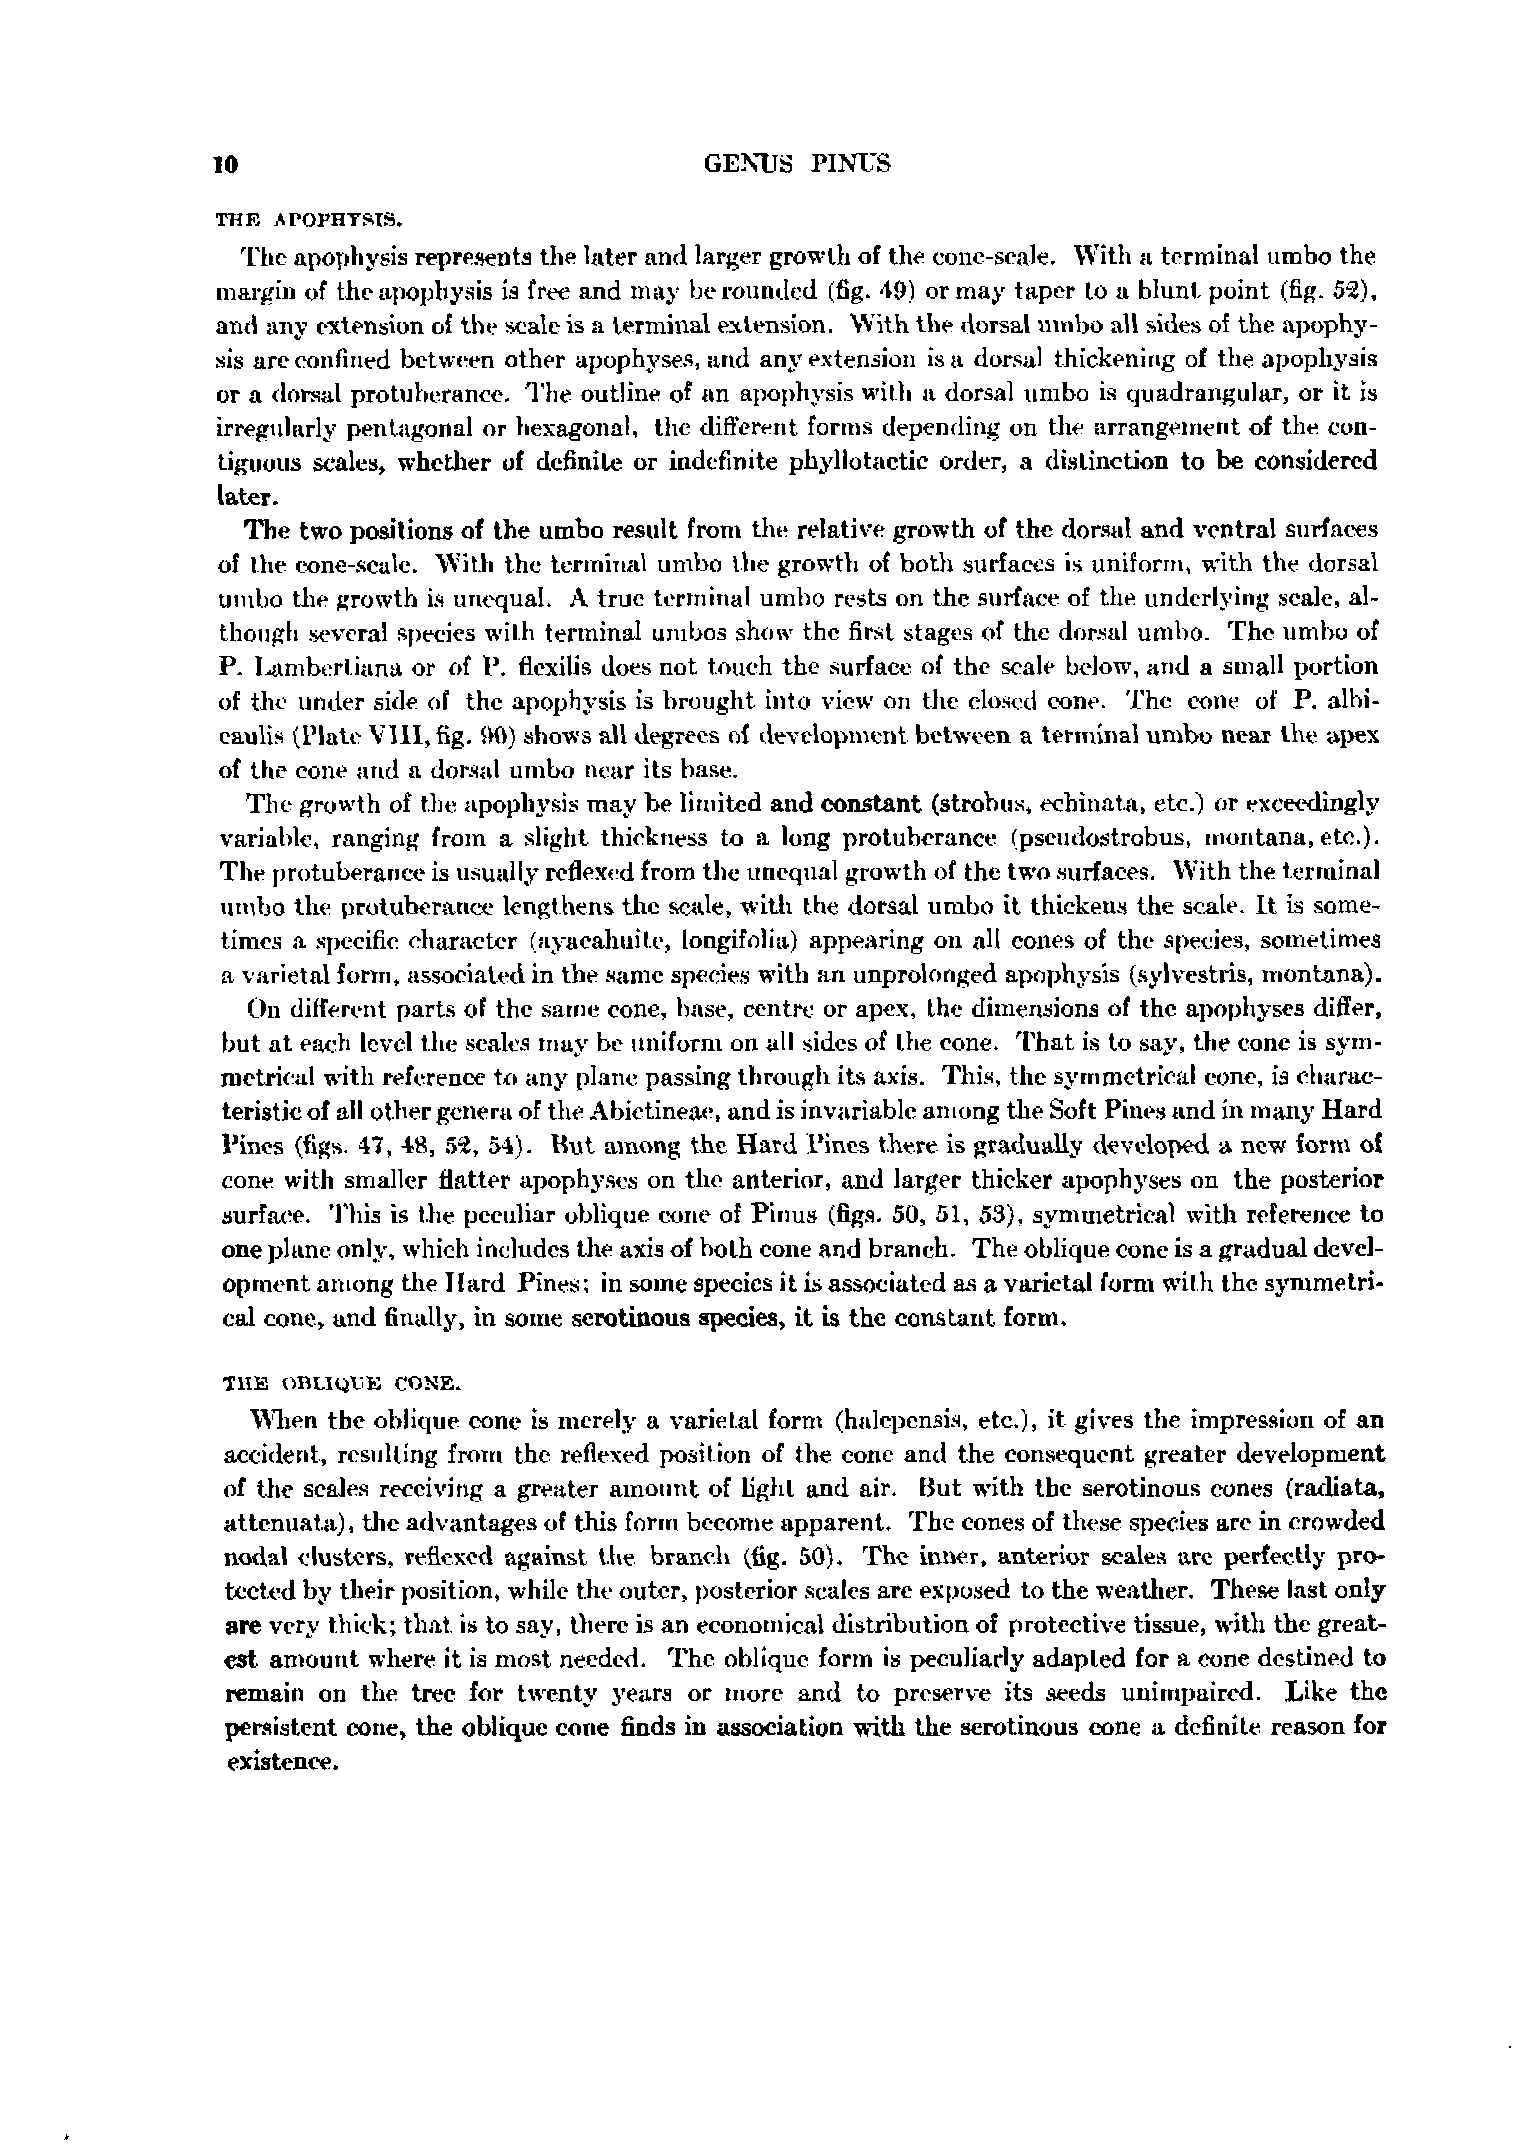 10 GENUS PINUS
THE APOPHYSIS.
The apophysis represents the later and larger growth of the cone-scale. With a terminal umbo the
margin of the apophysis is free and may be rounded (fig. 49) or may taper to a blunt point (fig. 52),
and any extension of the scale is a terminal extension. With the dorsal umbo all sides of the apophy-
sis are confined between other apophyses, and any extension is a dorsal thickening of the apophysis
or a dorsal protuberance. The outline of an apophysis with a dorsal umbo is quadrangular, or it is
irregularly pentagonal or hexagonal, the different forms depending on the arrangement of the con-
tiguous scales, whether of definite or indefinite phyllotactic order, a distinction to be considered
later.
The two positions of the umbo result from the relative growth of the dorsal and ventral surfaces
of the cone-scale. With the terminal umbo the growth of both surfaces is uniform, with the dorsal
umbo the growth is unequal. A true terminal umbo rests on the surface of the underlying scale, al-
though several species with terminal umbos show the first stages of the dorsal umbo. The umbo of
P. Lambertiana or of P. flexilis does not touch the surface of the scale below, and a small portion
of the under side of the apophysis is brought into view on the closed cone. The cone of P. albi-
caulis (Plate VIII, fig. 90) shows all degrees of development between a terminal umbo near the apex
of the cone and a dorsal umbo near its base.
The growth of the apophysis may be limited and constant (strobus, echinata, etc.) or exceedingly
variable, ranging from a slight thickness to a long protuberance (pseudostrobus, montana, etc.).
The protuberance is usually reflexed from the unequal growth of the two surfaces. With the terminal
umbo the protuberance lengthens the scale, with the dorsal umbo it thickens the scale. It is some-
times a specific character (ayacahuite, longifolia) appearing on all cones of the species, sometimes
a varietal form, associated in the same species with an unprolonged apophysis (sylvestris, montana).
On different parts of the same cone, base, centre or apex, the dimensions of the apophyses differ,
but at each level the scales may be uniform on all sides of the cone. That is to say, the cone is sym-
metrical with reference to any plane passing through its axis. This, the symmetrical cone, is charac-
teristic of all other genera of the Abietineae, and is invariable among the Soft Pines and in many Hard
Pines (figs. 47, 48, 52, 54). But among the Hard Pines there is gradually developed a new form of
cone with smaller flatter apophyses on the anterior, and larger thicker apophyses on the posterior
surface. This is the peculiar oblique cone of Pinus (figs. 50, 51, 53), symmetrical with reference to
one plane only, which includes the axis of both cone and branch. The oblique cone is a gradual devel-
opment among the Hard Pines; in some species it is associated as a varietal form with the symmetri-
cal cone, and finally, in some serotinous species, it is the constant form.
THE OBLIQUE CONE.
When the oblique cone is merely a varietal form (halepensis, etc.), it gives the impression of an
accident, resulting from the reflexed position of the cone and the consequent greater development
of the scales receiving a greater amount of light and air. But with the serotinous cones (radiata,
attenuata), the advantages of this form become apparent. The cones of these species are in crowded
nodal clusters, reflexed against the branch (fig. 50). The inner, anterior scales are perfectly pro-
tected by their position, while the outer, posterior scales are exposed to the weather. These last only
are very thick; that is to say, there is an economical distribution of protective tissue, with the great-
est amount where it is most needed. The oblique form is peculiarly adapted for a cone destined to
remain on the tree for twenty years or more and to preserve its seeds unimpaired. Like the
persistent cone, the oblique cone finds in association with the serotinous cone a definite reason for
existence.